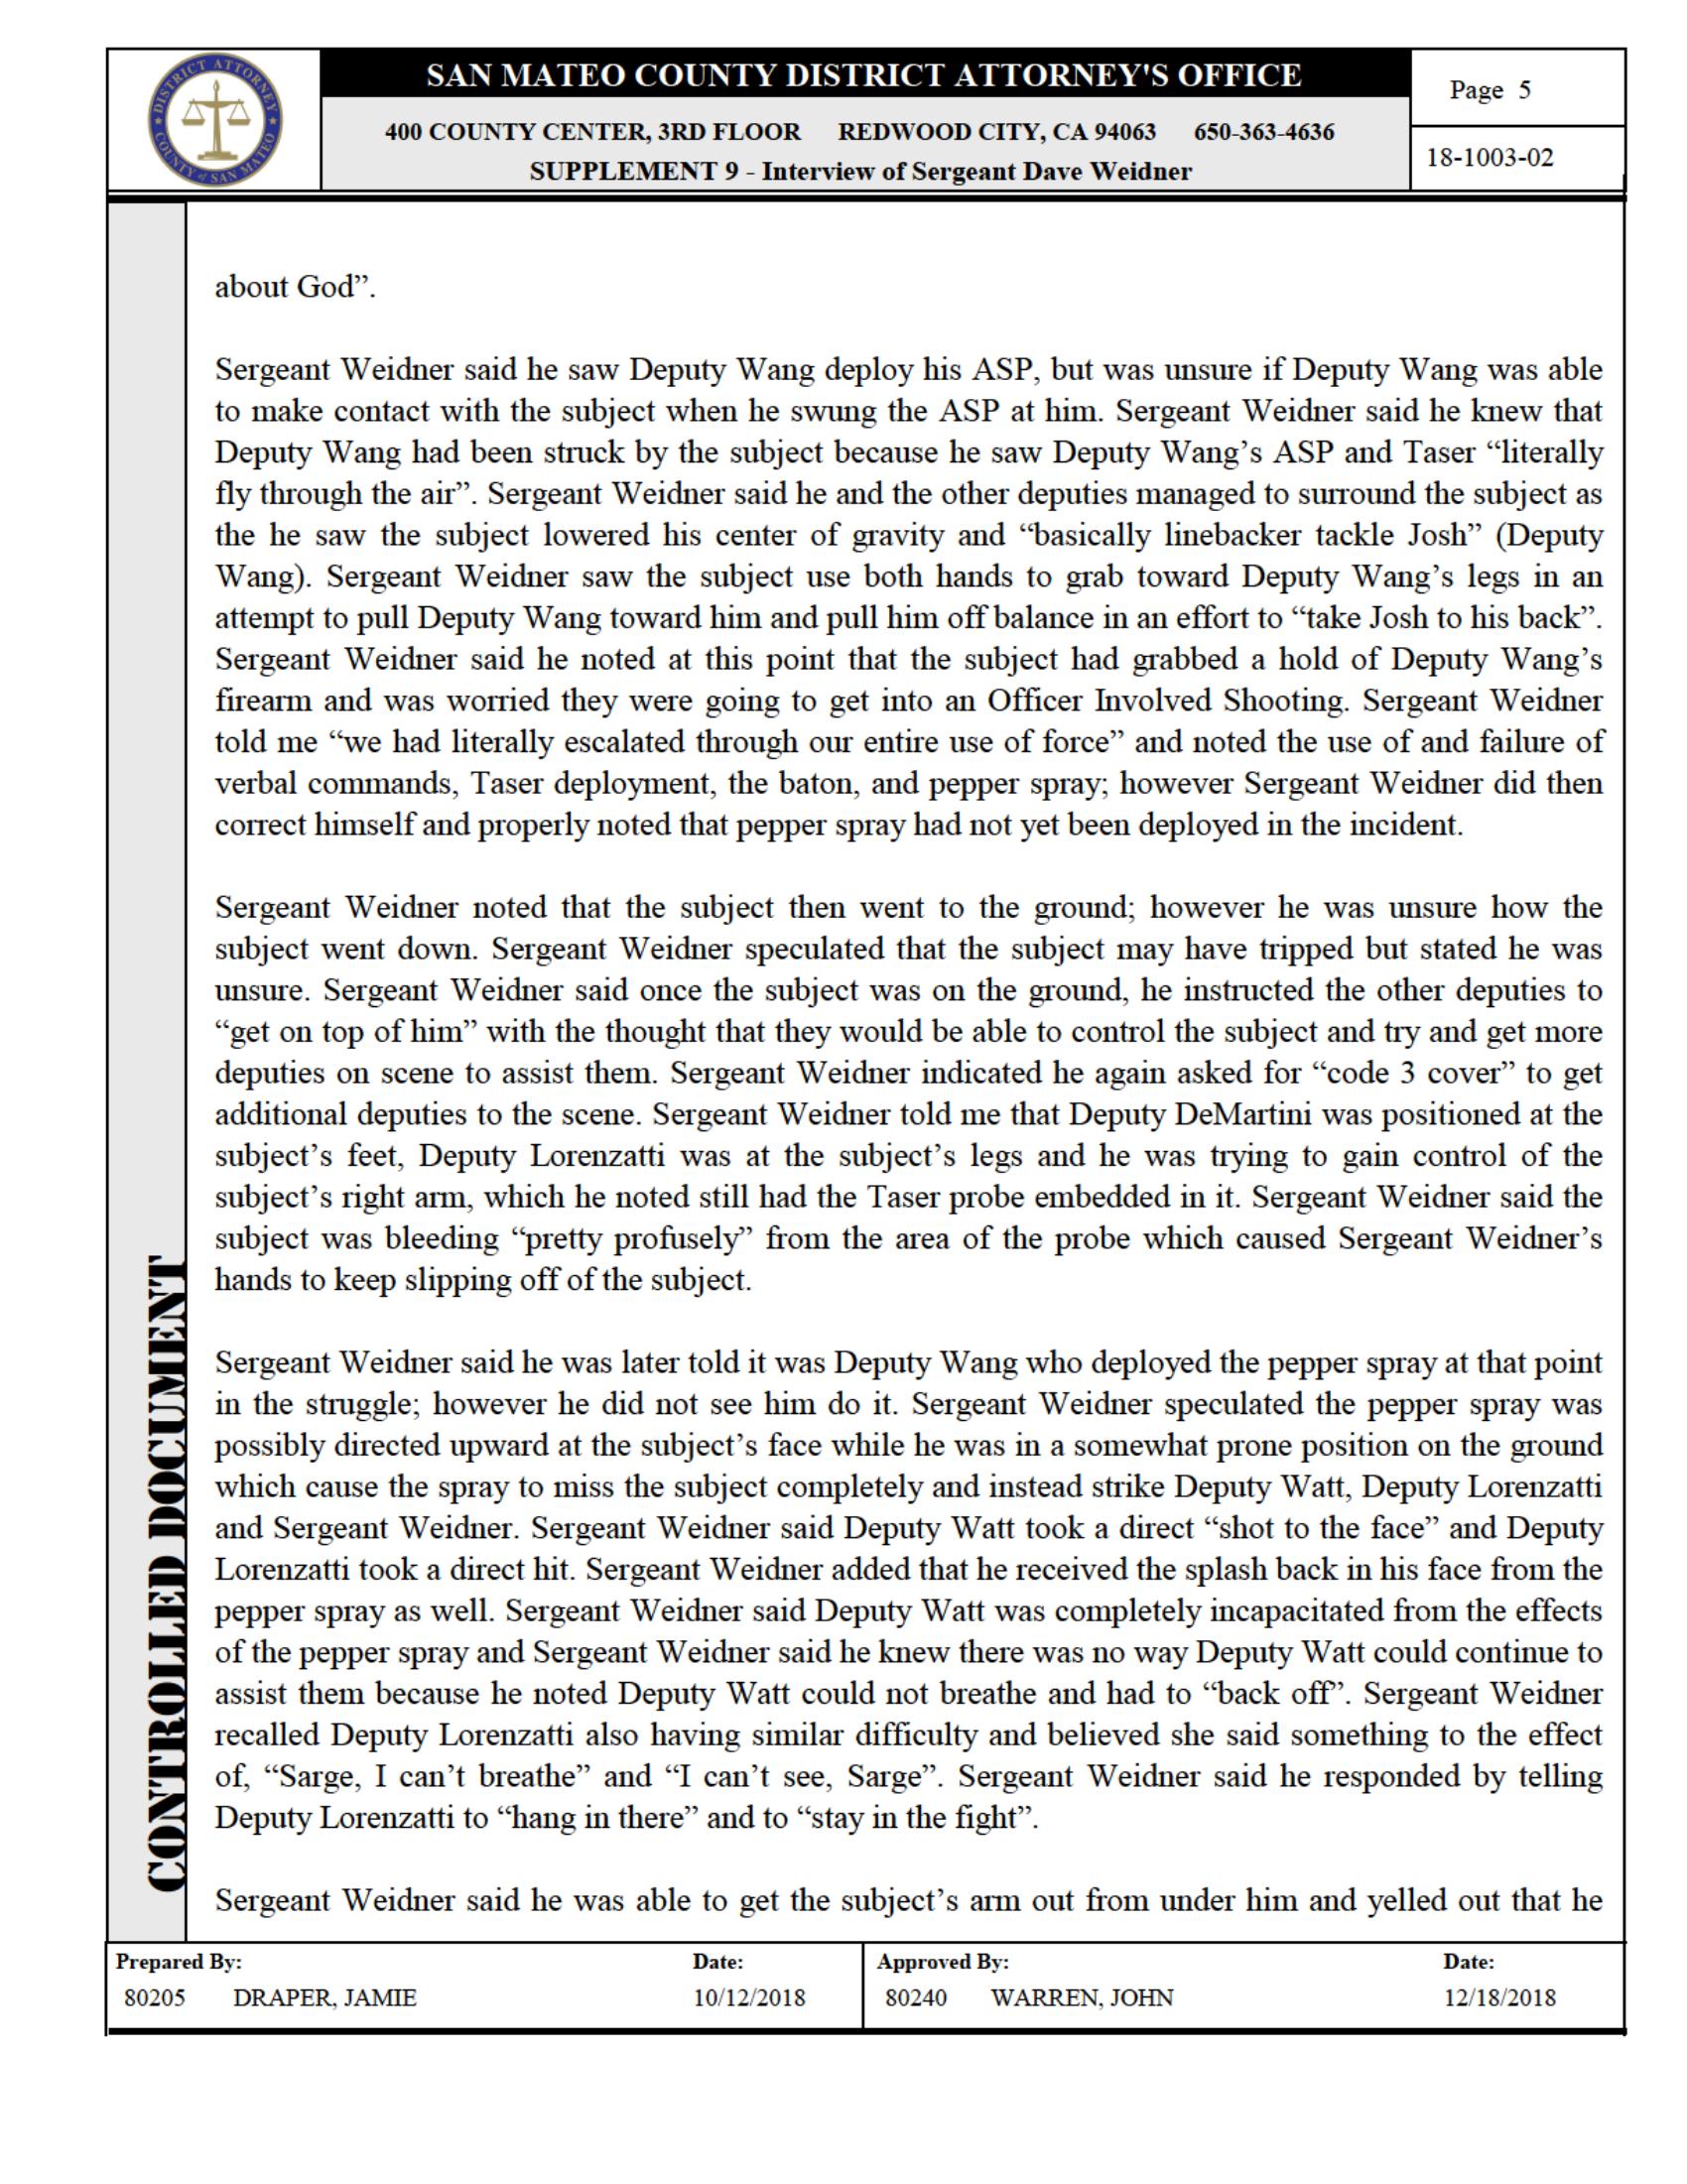 DISTRICT ATTORNEY
COUNTY of SAN MATEO
SAN MATEO COUNTY DISTRICT ATTORNEY'S OFFICE
400 COUNTY CENTER, 3RD FLOOR REDWOOD CITY, CA 94063 650-363-4636
SUPPLEMENT 9 - Interview of Sergeant Dave Weidner
Page 5
18-1003-02
about God”.
Sergeant Weidner said he saw Deputy Wang deploy his ASP, but was unsure if Deputy Wang was able
to make contact with the subject when he swung the ASP at him. Sergeant Weidner said he knew that
Deputy Wang had been struck by the subject because he saw Deputy Wang’s ASP and Taser “literally
fly through the air”. Sergeant Weidner said he and the other deputies managed to surround the subject as
the he saw the subject lowered his center of gravity and “basically linebacker tackle Josh” (Deputy
Wang). Sergeant Weidner saw the subject use both hands to grab toward Deputy Wang’s legs in an
attempt to pull Deputy Wang toward him and pull him off balance in an effort to “take Josh to his back”.
Sergeant Weidner said he noted at this point that the subject had grabbed a hold of Deputy Wang’s
firearm and was worried they were going to get into an Officer Involved Shooting. Sergeant Weidner
told me “we had literally escalated through our entire use of force” and noted the use of and failure of
verbal commands, Taser deployment, the baton, and pepper spray; however Sergeant Weidner did then
correct himself and properly noted that pepper spray had not yet been deployed in the incident.
Sergeant Weidner noted that the subject then went to the ground; however he was unsure how the
subject went down. Sergeant Weidner speculated that the subject may have tripped but stated he was
unsure. Sergeant Weidner said once the subject was on the ground, he instructed the other deputies to
“get on top of him” with the thought that they would be able to control the subject and try and get more
deputies on scene to assist them. Sergeant Weidner indicated he again asked for “code 3 cover” to get
additional deputies to the scene. Sergeant Weidner told me that Deputy DeMartini was positioned at the
subject’s feet, Deputy Lorenzatti was at the subject’s legs and he was trying to gain control of the
subject’s right arm, which he noted still had the Taser probe embedded in it. Sergeant Weidner said the
subject was bleeding “pretty profusely” from the area of the probe which caused Sergeant Weidner’s
hands to keep slipping off of the subject.
Sergeant Weidner said he was later told it was Deputy Wang who deployed the pepper spray at that point
in the struggle; however he did not see him do it. Sergeant Weidner speculated the pepper spray was
possibly directed upward at the subject’s face while he was in a somewhat prone position on the ground
which cause the spray to miss the subject completely and instead strike Deputy Watt, Deputy Lorenzatti
and Sergeant Weidner. Sergeant Weidner said Deputy Watt took a direct “shot to the face” and Deputy
Lorenzatti took a direct hit. Sergeant Weidner added that he received the splash back in his face from the
pepper spray as well. Sergeant Weidner said Deputy Watt was completely incapacitated from the effects
of the pepper spray and Sergeant Weidner said he knew there was no way Deputy Watt could continue to
assist them because he noted Deputy Watt could not breathe and had to “back off”. Sergeant Weidner
recalled Deputy Lorenzatti also having similar difficulty and believed she said something to the effect
of, “Sarge, I can’t breathe” and “I can’t see, Sarge”. Sergeant Weidner said he responded by telling
Deputy Lorenzatti to “hang in there” and to “stay in the fight”.
Sergeant Weidner said he was able to get the subject’s arm out from under him and yelled out that he
CONTROLLED DOCUMENT
Prepared By: Date: Approved By: Date:
80205 DRAPER, JAMIE 10/12/2018 80240 WARREN, JOHN 12/18/2018